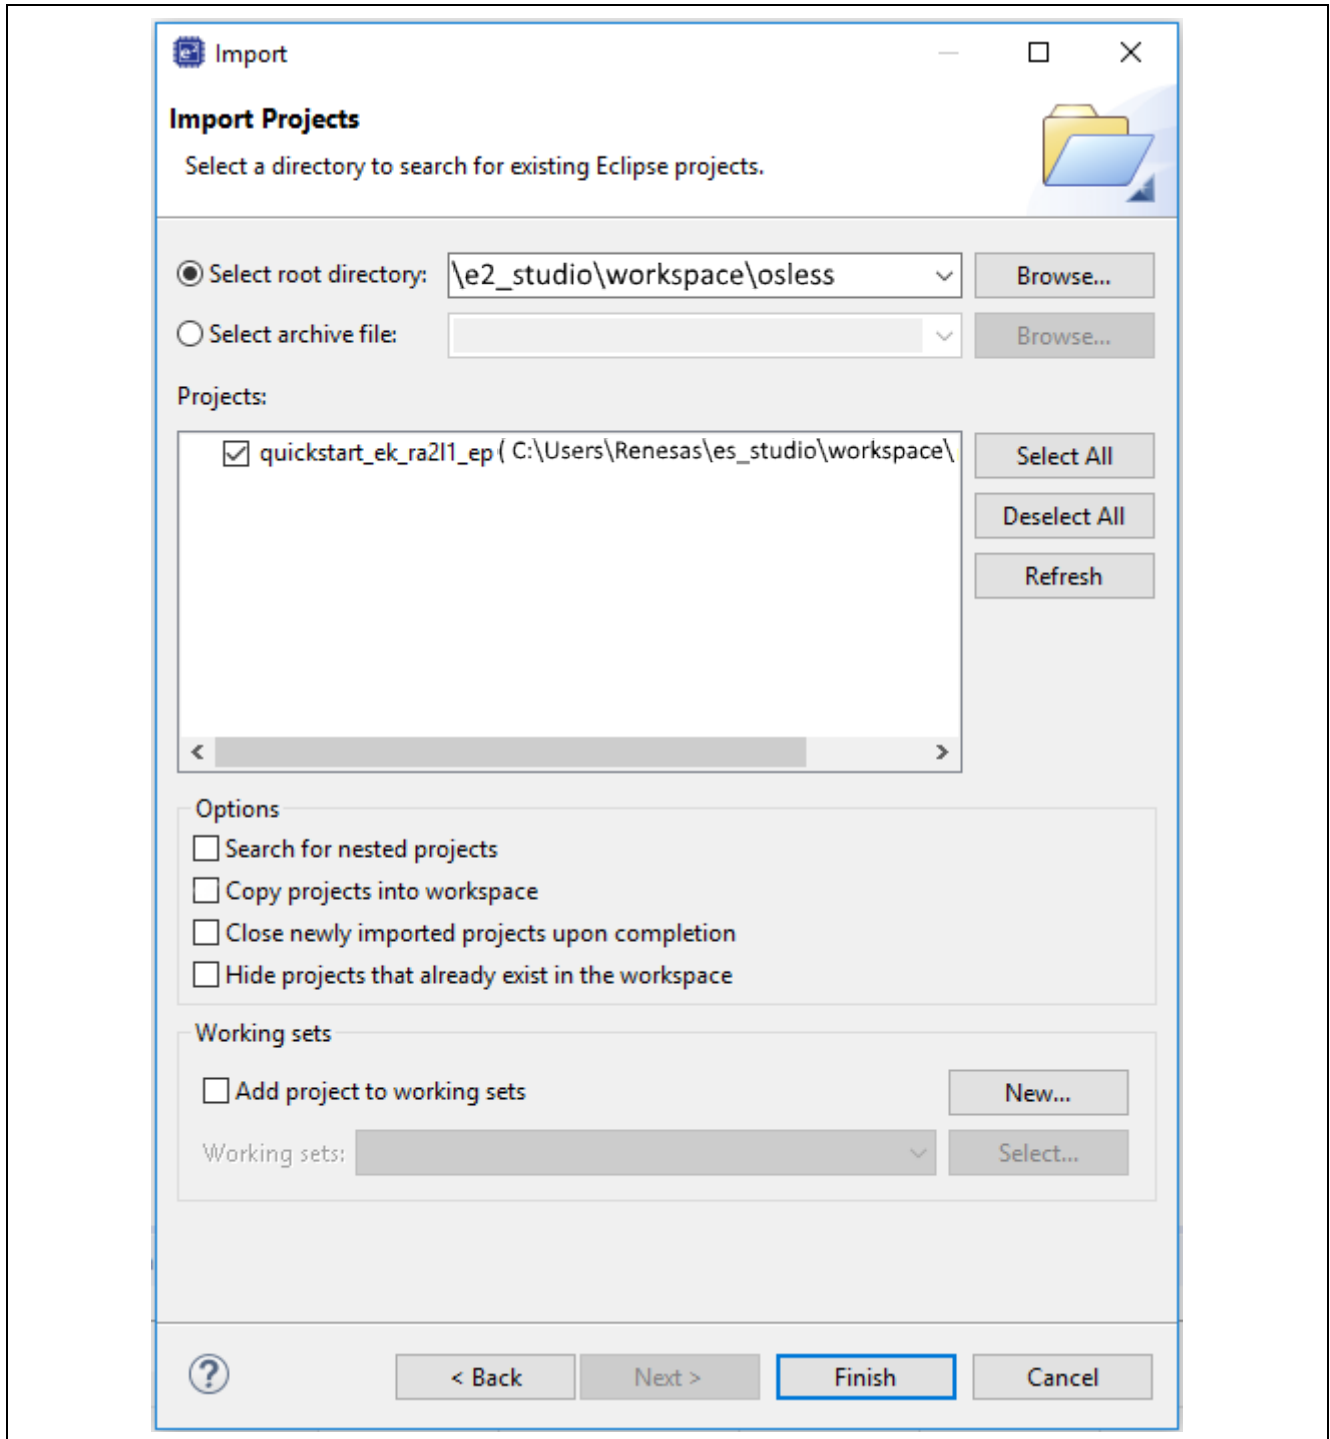 e²
Import
Import Projects
Select a directory to search for existing Eclipse projects.
Select root directory: \e2_studio\workspace\osless Browse...
Select archive file: Browse...
Projects:
quickstart_ek_ra2l1_ep ( C:\Users\Renesas\es_studio\workspace\
Select All
Deselect All
Refresh
Options
Search for nested projects
Copy projects into workspace
Close newly imported projects upon completion
Hide projects that already exist in the workspace
Working sets
Add project to working sets New...
Working sets: Select...
? < Back Next > Finish Cancel